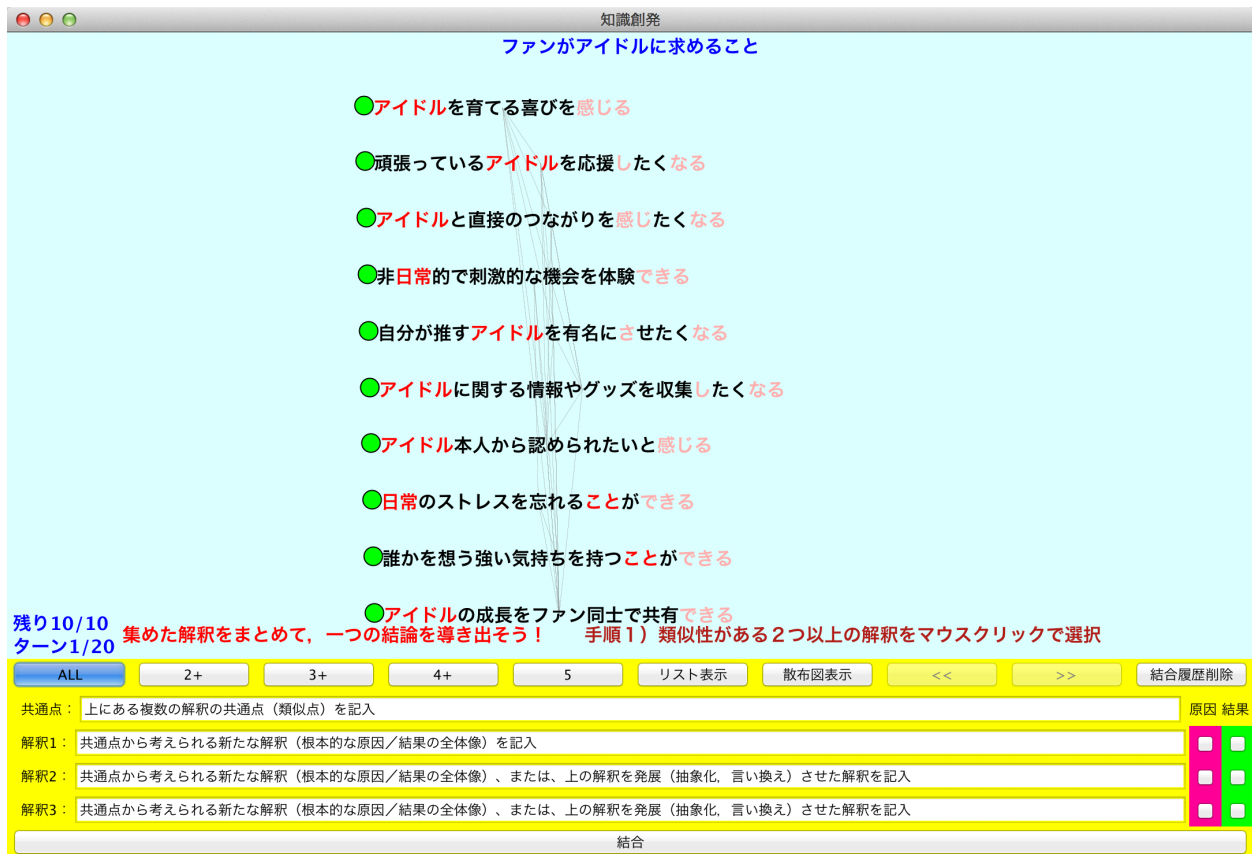 知識創発
ファンがアイドルに求めること
アイドルを育てる喜びを感じる
頑張っているアイドルを応援したくなる
アイドルと直接のつながりを感じたくなる
非日常的で刺激的な機会を体験できる
自分が推すアイドルを有名にさせたくなる
アイドルに関する情報やグッズを収集したくなる
アイドル本人から認められたいと感じる
日常のストレスを忘れることができる
誰かを想う強い気持ちを持つことができる
アイドルの成長をファン同士で共有できる
残り10/10
ターン1/20
集めた解釈をまとめて，一つの結論を導き出そう！ 手順１）類似性がある２つ以上の解釈をマウスクリックで選択
ALL 2+ 3+ 4+ 5 リスト表示 散布図表示 << >> 結合履歴削除
共通点： 上にある複数の解釈の共通点（類似点）を記入 原因 結果
解釈1： 共通点から考えられる新たな解釈（根本的な原因／結果の全体像）を記入
解釈2： 共通点から考えられる新たな解釈（根本的な原因／結果の全体像）、または、上の解釈を発展（抽象化，言い換え）させた解釈を記入
解釈3： 共通点から考えられる新たな解釈（根本的な原因／結果の全体像）、または、上の解釈を発展（抽象化，言い換え）させた解釈を記入
結合